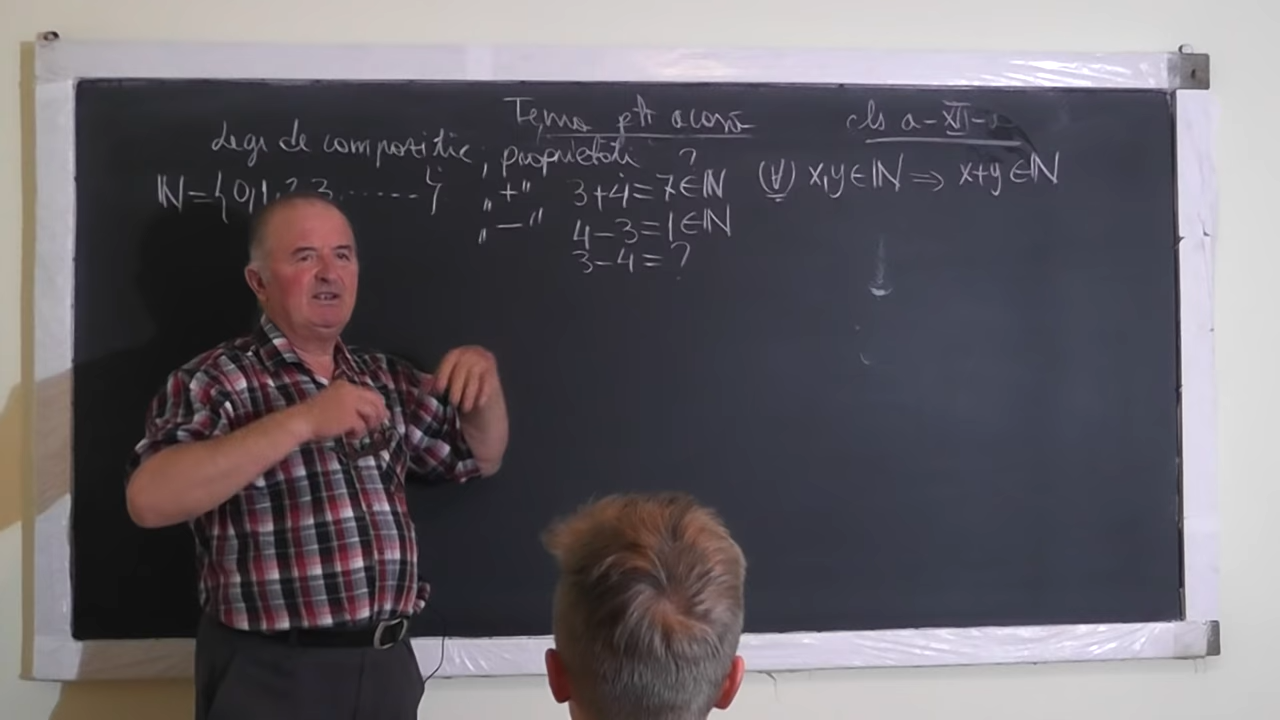 Tema ptr acasă
cls a-XII-a
Legi de compoziție; proprietăți
ℕ={0,1,2,3,......}
"+" 3+4=7∈ℕ
?
(∀) x,y∈ℕ ⇒ x+y∈ℕ
"-" 4-3=1∈ℕ
3-4=?